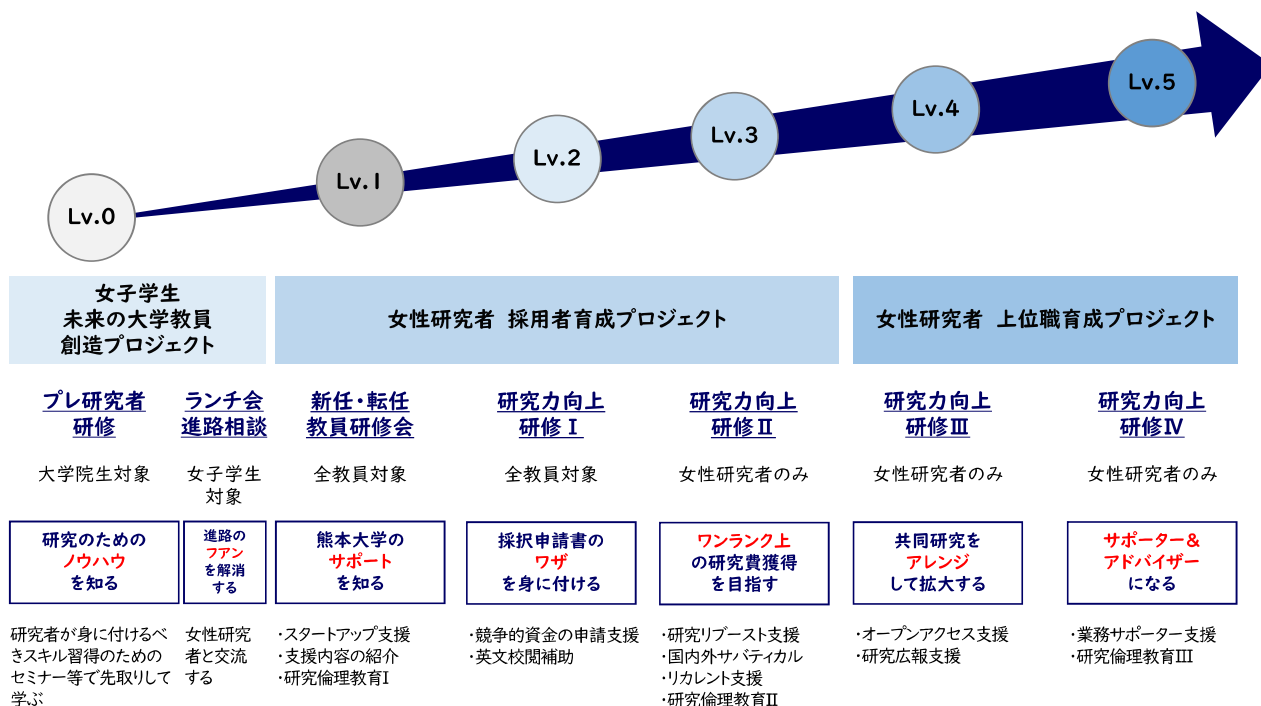 Lv.0
Lv.1
Lv.2
Lv.3
Lv.4
Lv.5
女子学生
未来の大学教員
創造プロジェクト
女性研究者 採用者育成プロジェクト
女性研究者 上位職育成プロジェクト
プレ研究者
研修
大学院生対象
研究のための
ノウハウ
を知る
研究者が身に付けるべ
きスキル習得のための
セミナー等で先取りして
学ぶ
ランチ会
進路相談
女子学生
対象
進路の
フアン
を解消
する
女性研究
者と交流
する
新任・転任
教員研修会
全教員対象
熊本大学の
サポート
を知る
・スタートアップ支援
・支援内容の紹介
・研究倫理教育Ⅰ
研究力向上
研修Ⅰ
全教員対象
採択申請書の
ワザ
を身に付ける
・競争的資金の申請支援
・英文校閲補助
研究力向上
研修Ⅱ
女性研究者のみ
ワンランク上
の研究費獲得
を目指す
・研究リブースト支援
・国内外サバティカル
・リカレント支援
・研究倫理教育Ⅱ
研究力向上
研修Ⅲ
女性研究者のみ
共同研究を
アレンジ
して拡大する
・オープンアクセス支援
・研究広報支援
研究力向上
研修Ⅳ
女性研究者のみ
サポーター＆
アドバイザー
になる
・業務サポーター支援
・研究倫理教育Ⅲ